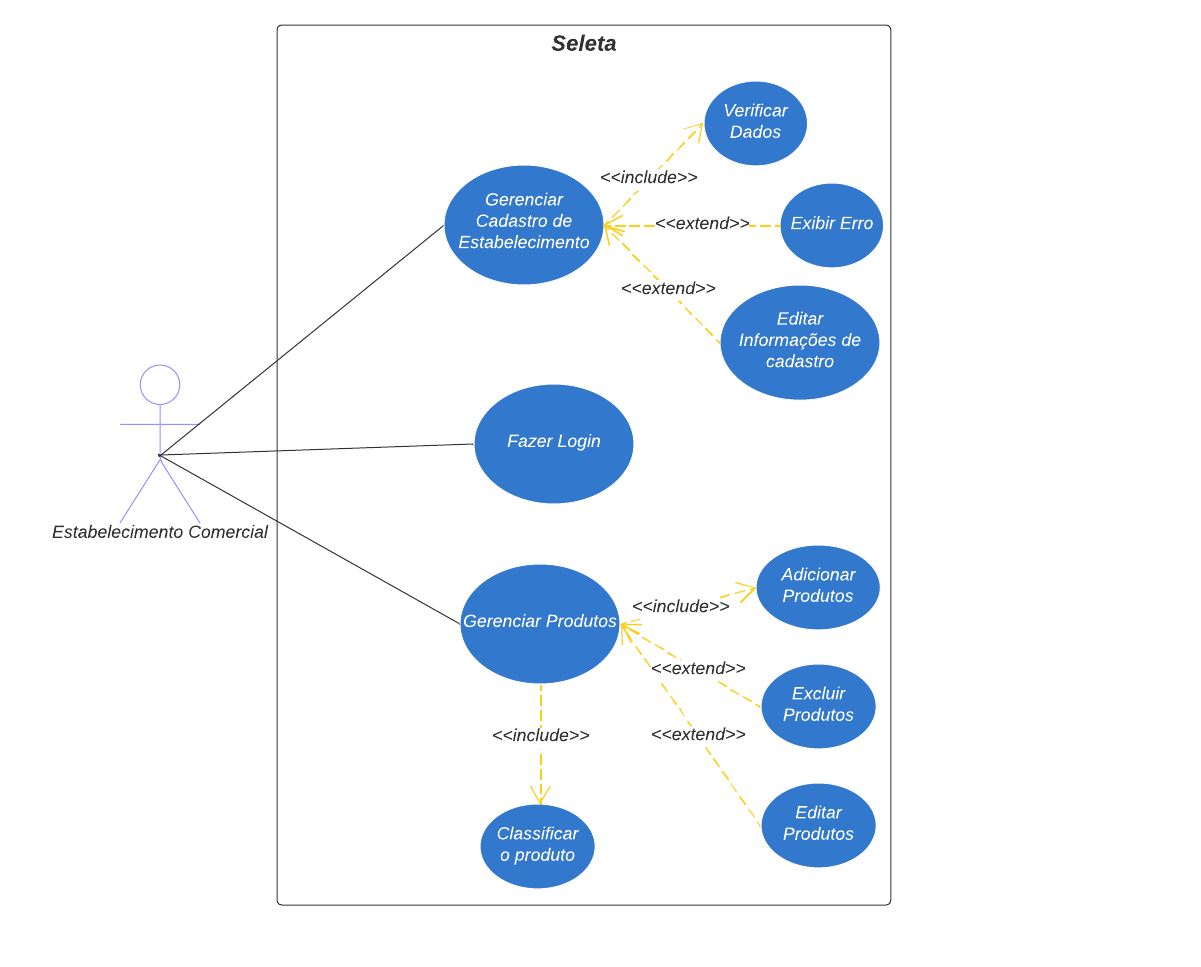 Seleta
Verificar
Dados
<<include>>
Gerenciar
Cadastro de
Estabelecimento
<<extend>>
Exibir Erro
<<extend>>
Editar
Informações de
cadastro
Fazer Login
Estabelecimento Comercial
Adicionar
Produtos
<<include>>
Gerenciar Produtos
<<extend>>
Excluir
Produtos
<<include>>
<<extend>>
Editar
Produtos
Classificar
o produto